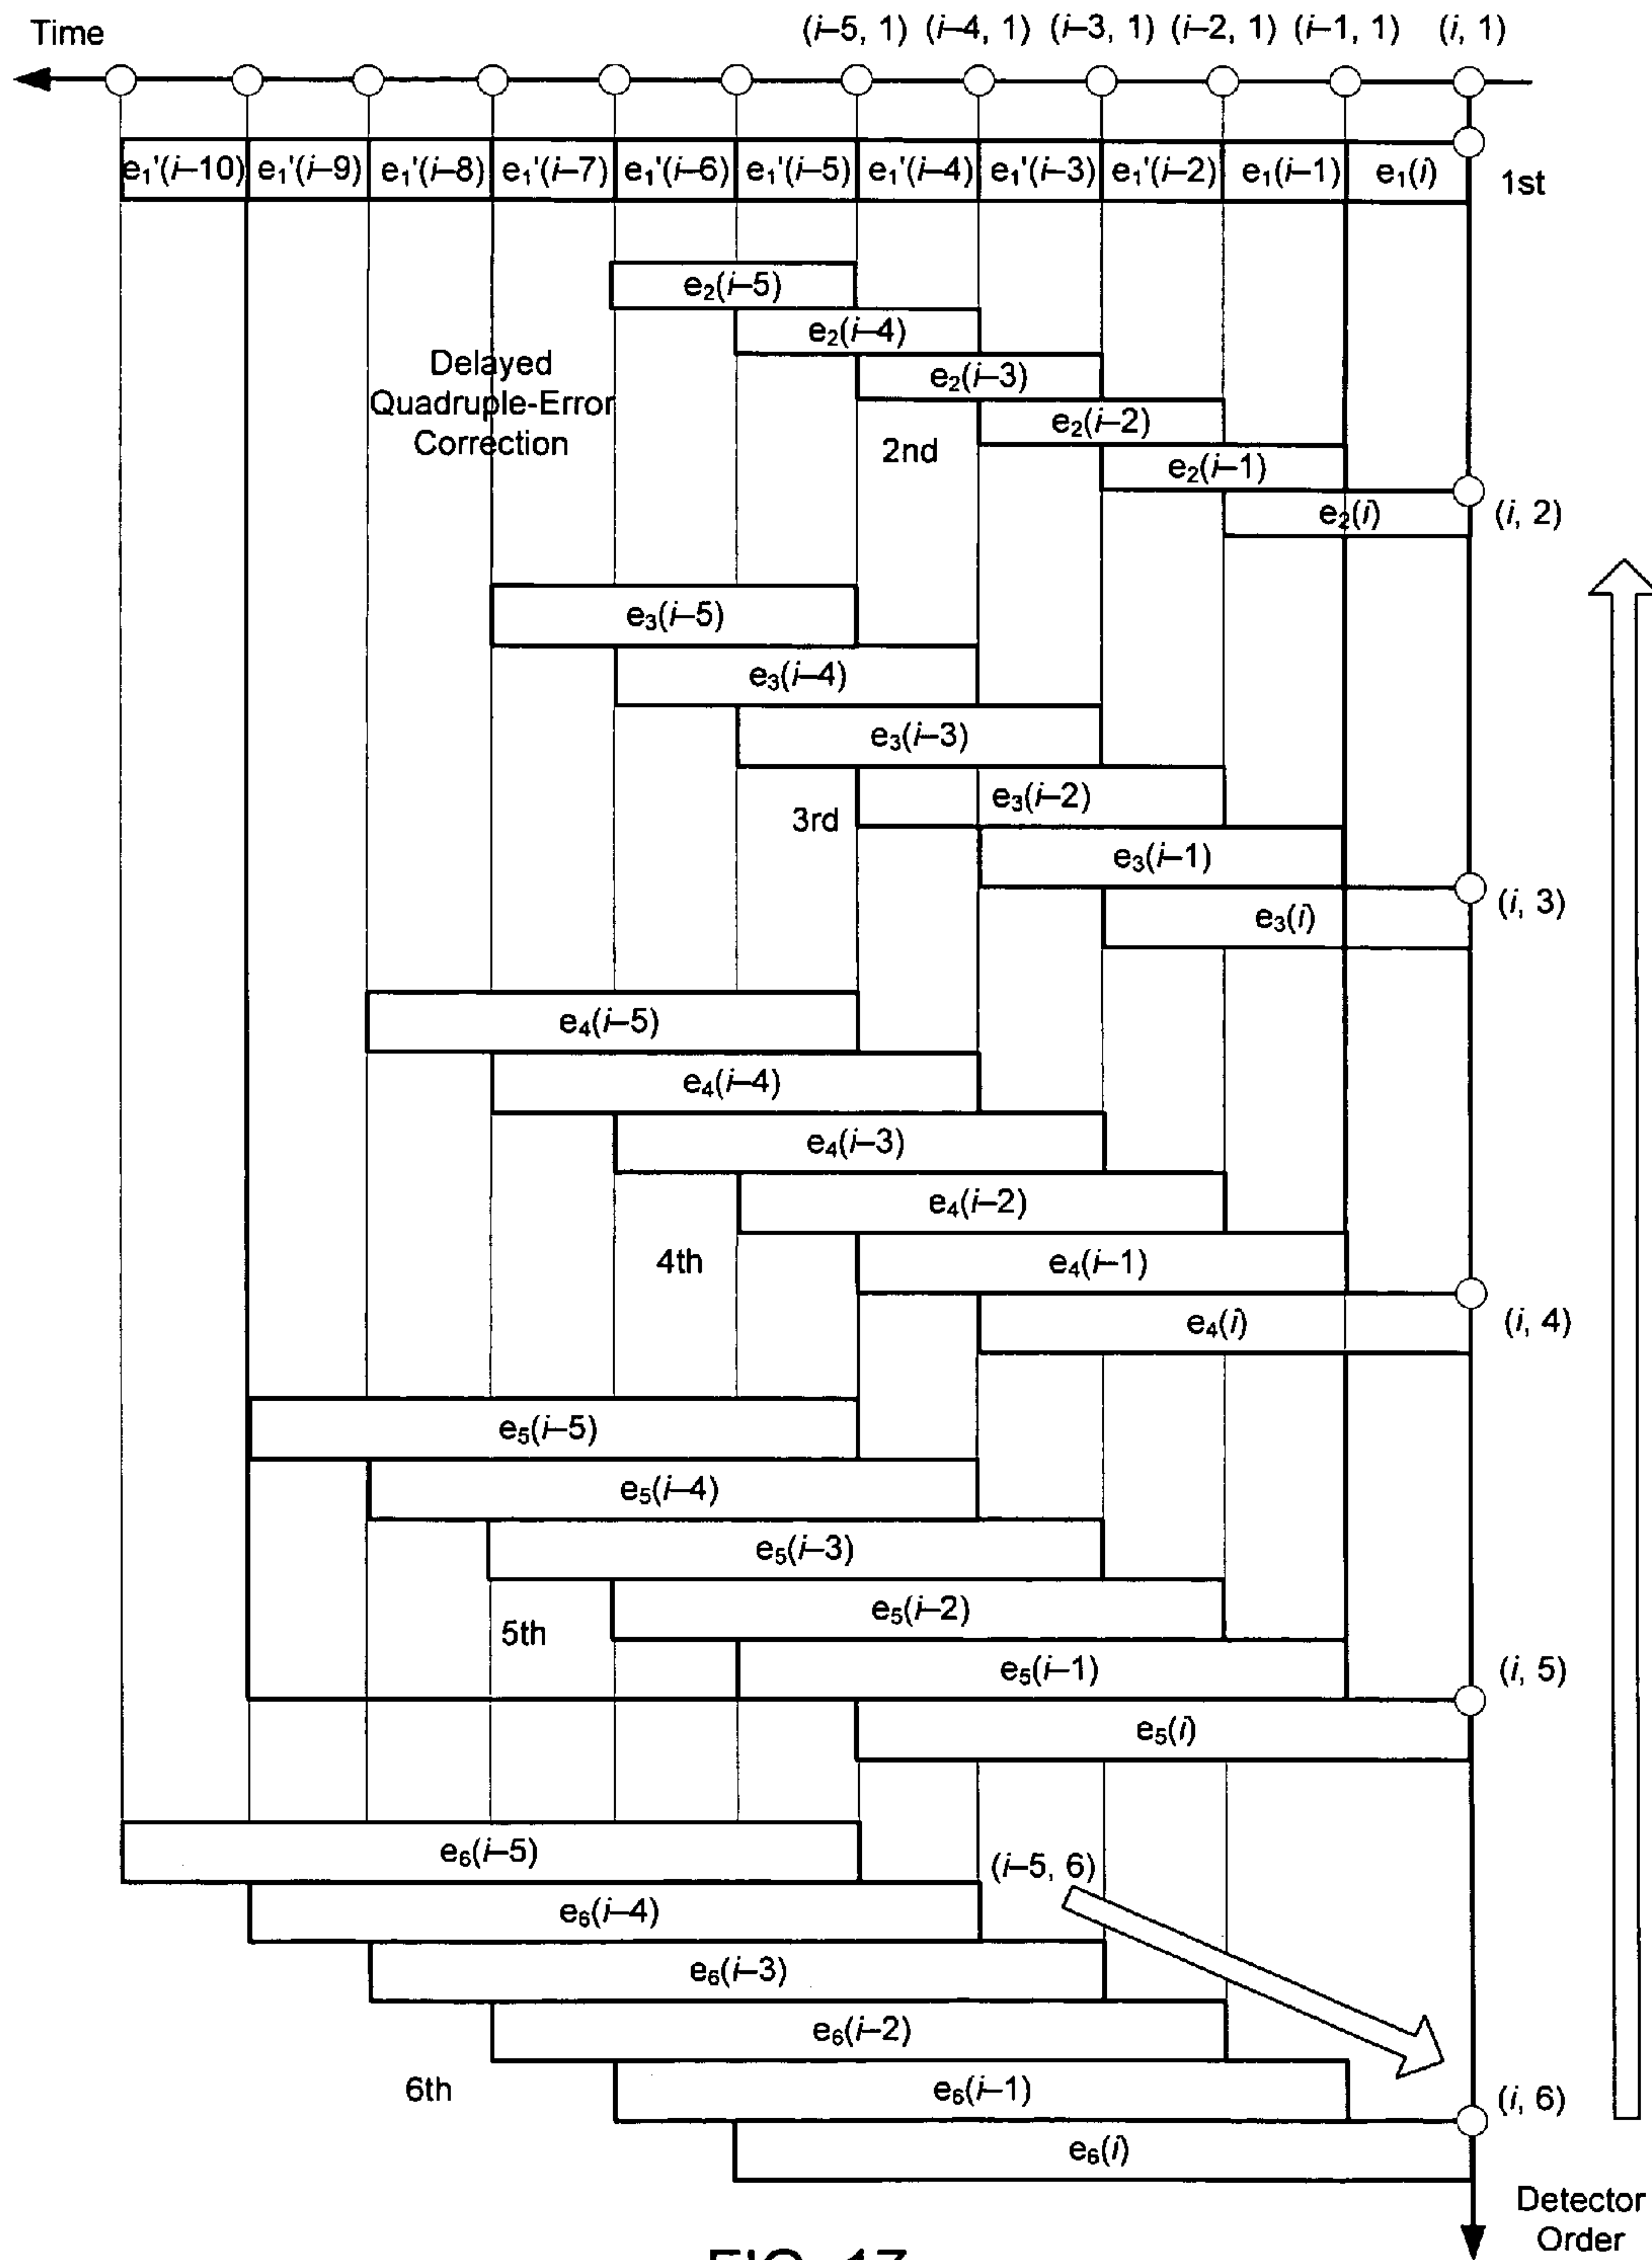 Time
(i–5, 1) (i–4, 1) (i–3, 1) (i–2, 1) (i–1, 1) (i, 1)
e₁'(i–10) e₁'(i–9) e₁'(i–8) e₁'(i–7) e₁'(i–6) e₁'(i–5) e₁'(i–4) e₁'(i–3) e₁'(i–2) e₁(i–1) e₁(i) 1st
e₂(i–5)
e₂(i–4)
Delayed
Quadruple-Error
Correction
e₂(i–3)
e₂(i–2)
2nd
e₂(i–1)
e₂(i)
(i, 2)
e₃(i–5)
e₃(i–4)
e₃(i–3)
e₃(i–2)
3rd
e₃(i–1)
e₃(i)
(i, 3)
e₄(i–5)
e₄(i–4)
e₄(i–3)
e₄(i–2)
4th
e₄(i–1)
e₄(i)
(i, 4)
e₅(i–5)
e₅(i–4)
e₅(i–3)
e₅(i–2)
5th
e₅(i–1)
(i, 5)
e₅(i)
e₆(i–5)
(i–5, 6)
e₆(i–4)
e₆(i–3)
e₆(i–2)
6th
e₆(i–1)
(i, 6)
e₆(i)
Detector
Order
FIG. 17